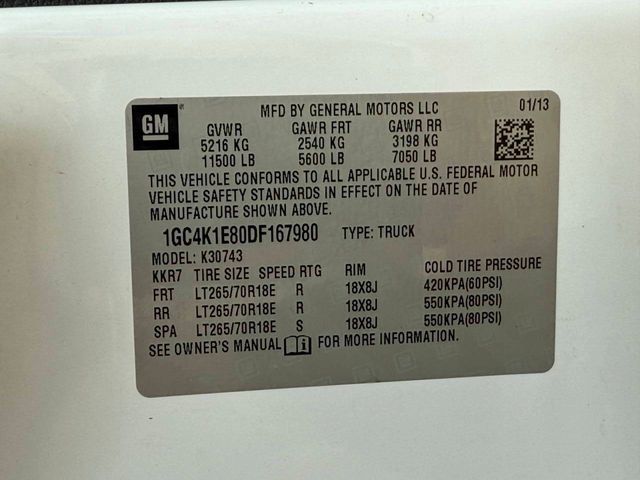 GM
MFD BY GENERAL MOTORS LLC 01/13
GVWR GAWR FRT GAWR RR
5216 KG 2540 KG 3198 KG
11500 LB 5600 LB 7050 LB
THIS VEHICLE CONFORMS TO ALL APPLICABLE U.S. FEDERAL MOTOR
VEHICLE SAFETY STANDARDS IN EFFECT ON THE DATE OF
MANUFACTURE SHOWN ABOVE.
1GC4K1E80DF167980 TYPE: TRUCK
MODEL: K30743
KKR7 TIRE SIZE SPEED RTG RIM COLD TIRE PRESSURE
FRT LT265/70R18E R 18X8J 420KPA(60PSI)
RR LT265/70R18E R 18X8J 550KPA(80PSI)
SPA LT265/70R18E S 18X8J 550KPA(80PSI)
SEE OWNER'S MANUAL FOR MORE INFORMATION.